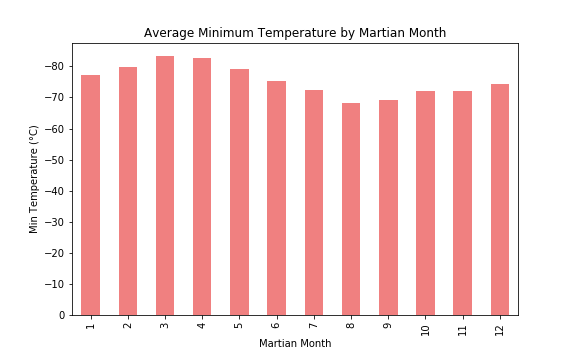 Average Minimum Temperature by Martian Month
Min Temperature (°C)
−80
−70
−60
−50
−40
−30
−20
−10
0
1 2 3 4 5 6 7 8 9 10 11 12
Martian Month